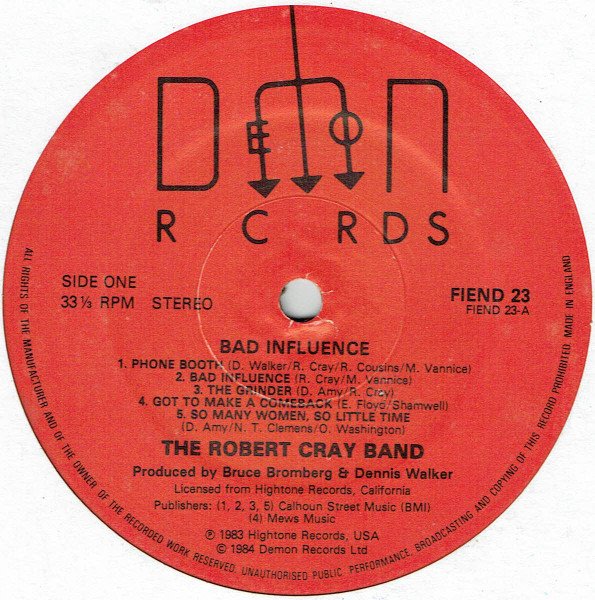 DEMON
RECORDS
SIDE ONE
33⅓ RPM STEREO
FIEND 23
FIEND 23-A
BAD INFLUENCE
1. PHONE BOOTH (D. Walker/R. Cray/R. Cousins/M. Vannice)
2. BAD INFLUENCE (R. Cray/M. Vannice)
3. THE GRINDER (D. Amy/R. Cray)
4. GOT TO MAKE A COMEBACK (E. Floyd/Shamwell)
5. SO MANY WOMEN, SO LITTLE TIME
(D. Amy/N. T. Clemens/O. Washington)
THE ROBERT CRAY BAND
Produced by Bruce Bromberg & Dennis Walker
Licensed from Hightone Records, California
Publishers: (1, 2, 3, 5) Calhoun Street Music (BMI)
(4) Mews Music
℗ 1983 Hightone Records, USA
© 1984 Demon Records Ltd
ALL RIGHTS OF THE MANUFACTURER AND OF THE OWNER OF THE RECORDED WORK RESERVED. UNAUTHORISED PUBLIC PERFORMANCE, BROADCASTING AND COPYING OF THIS RECORD PROHIBITED. MADE IN ENGLAND